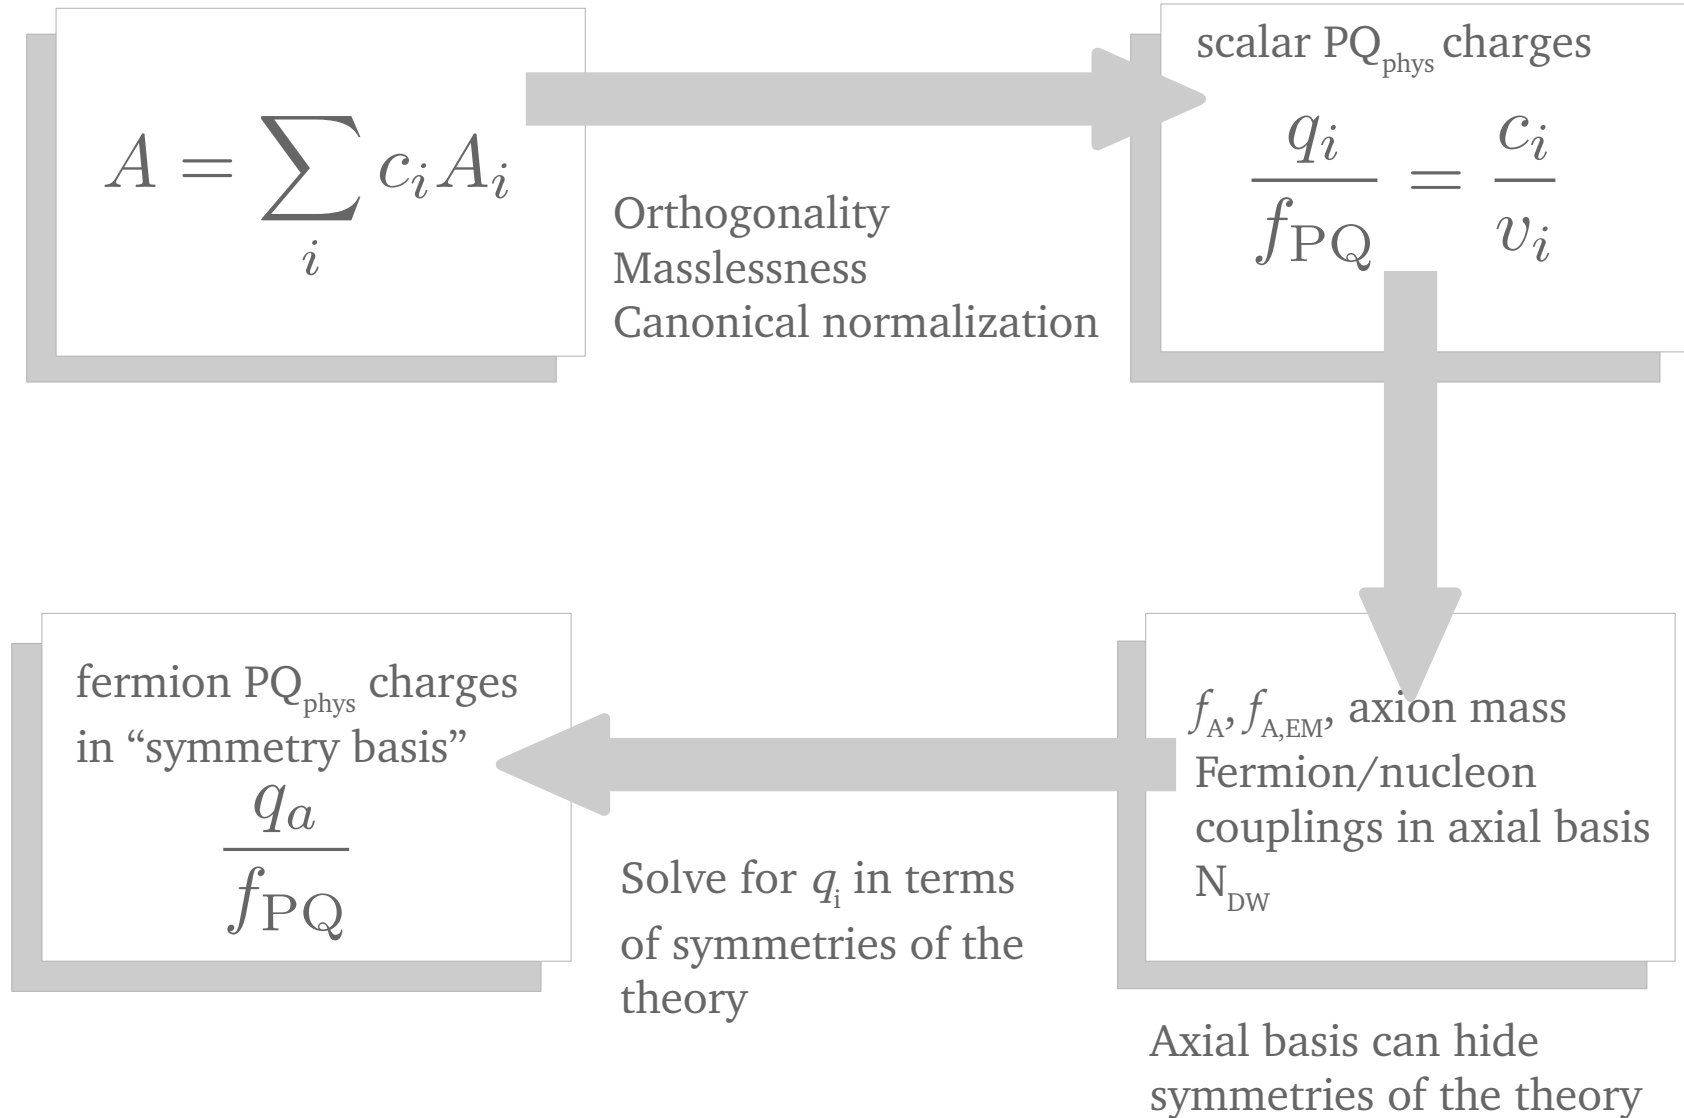 A = ∑_i c_i A_i
Orthogonality
Masslessness
Canonical normalization
scalar PQ_phys charges
q_i / f_PQ = c_i / v_i
f_A, f_A,EM, axion mass
Fermion/nucleon
couplings in axial basis
N_DW
Axial basis can hide
symmetries of the theory
Solve for q_i in terms
of symmetries of the
theory
fermion PQ_phys charges
in “symmetry basis”
q_a / f_PQ